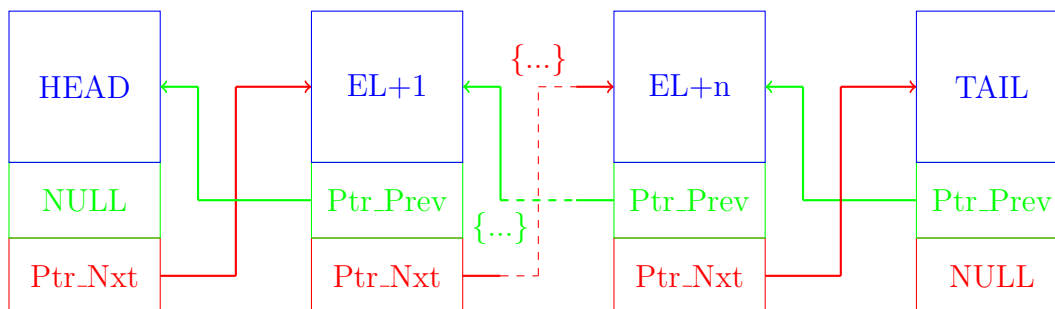 {...}
HEAD EL+1 EL+n TAIL
NULL Ptr_Prev Ptr_Prev Ptr_Prev
{...}
Ptr_Nxt Ptr_Nxt Ptr_Nxt NULL